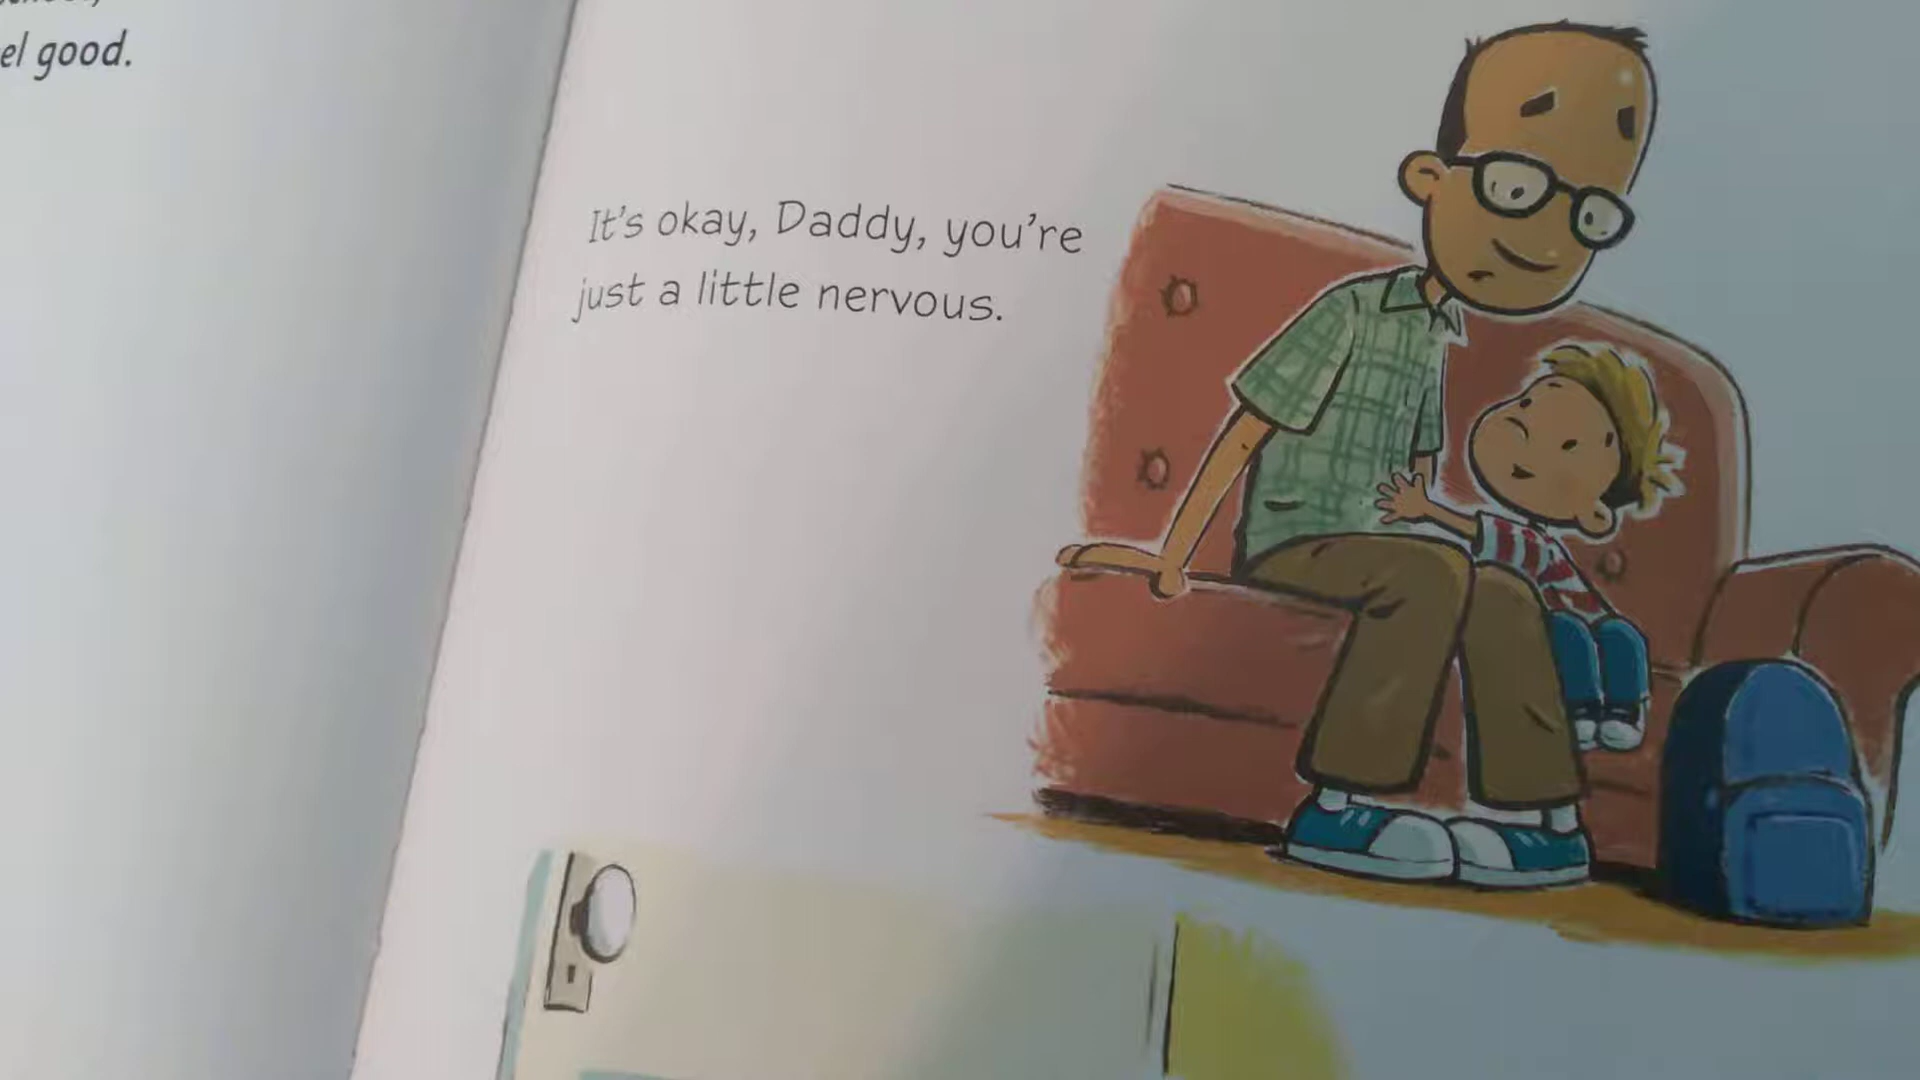 el good.
It's okay, Daddy, you're
just a little nervous.